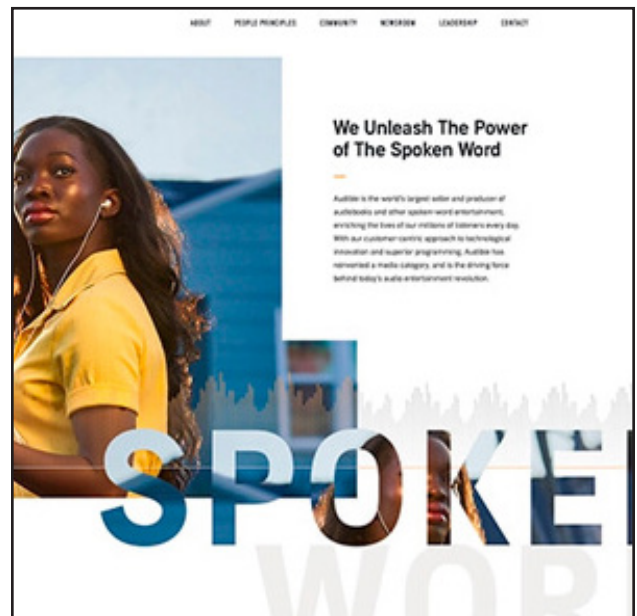 ABOUT PEOPLE PRINCIPLES COMMUNITY NEWSROOM LEADERSHIP CONTACT
We Unleash The Power
of The Spoken Word
Audible is the world's largest seller and producer of
audiobooks and other spoken-word entertainment,
enriching the lives of our millions of listeners every day.
With our customer-centric approach to technological
innovation and superior programming, Audible has
reinvented a media category, and is the driving force
behind today's audio entertainment revolution.
SPOKE
WOR